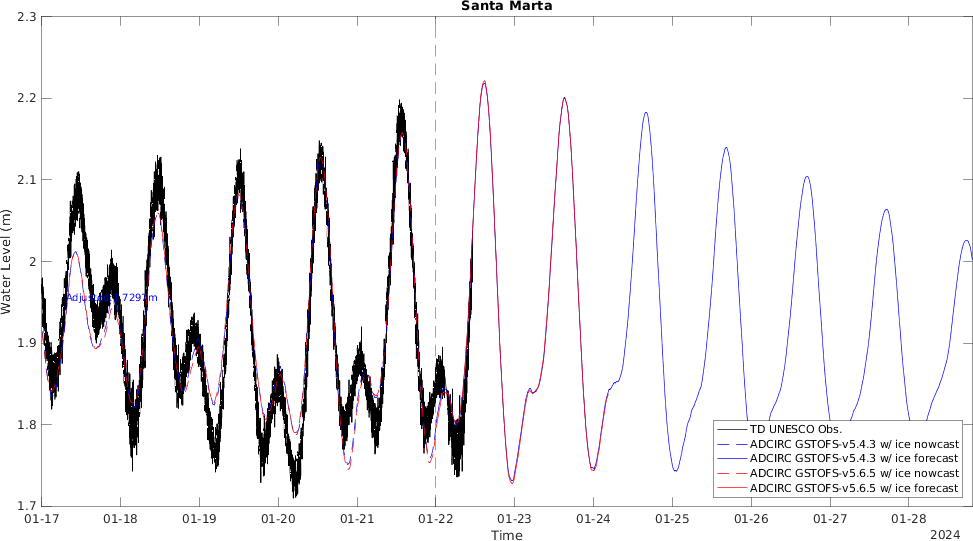 Santa Marta
2.3
2.2
2.1
2
1.9
1.8
1.7
Water Level (m)
01-17 01-18 01-19 01-20 01-21 01-22 01-23 01-24 01-25 01-26 01-27 01-28
Time
2024
TD UNESCO Obs.
ADCIRC GSTOFS-v5.4.3 w/ ice nowcast
ADCIRC GSTOFS-v5.4.3 w/ ice forecast
ADCIRC GSTOFS-v5.6.5 w/ ice nowcast
ADCIRC GSTOFS-v5.6.5 w/ ice forecast